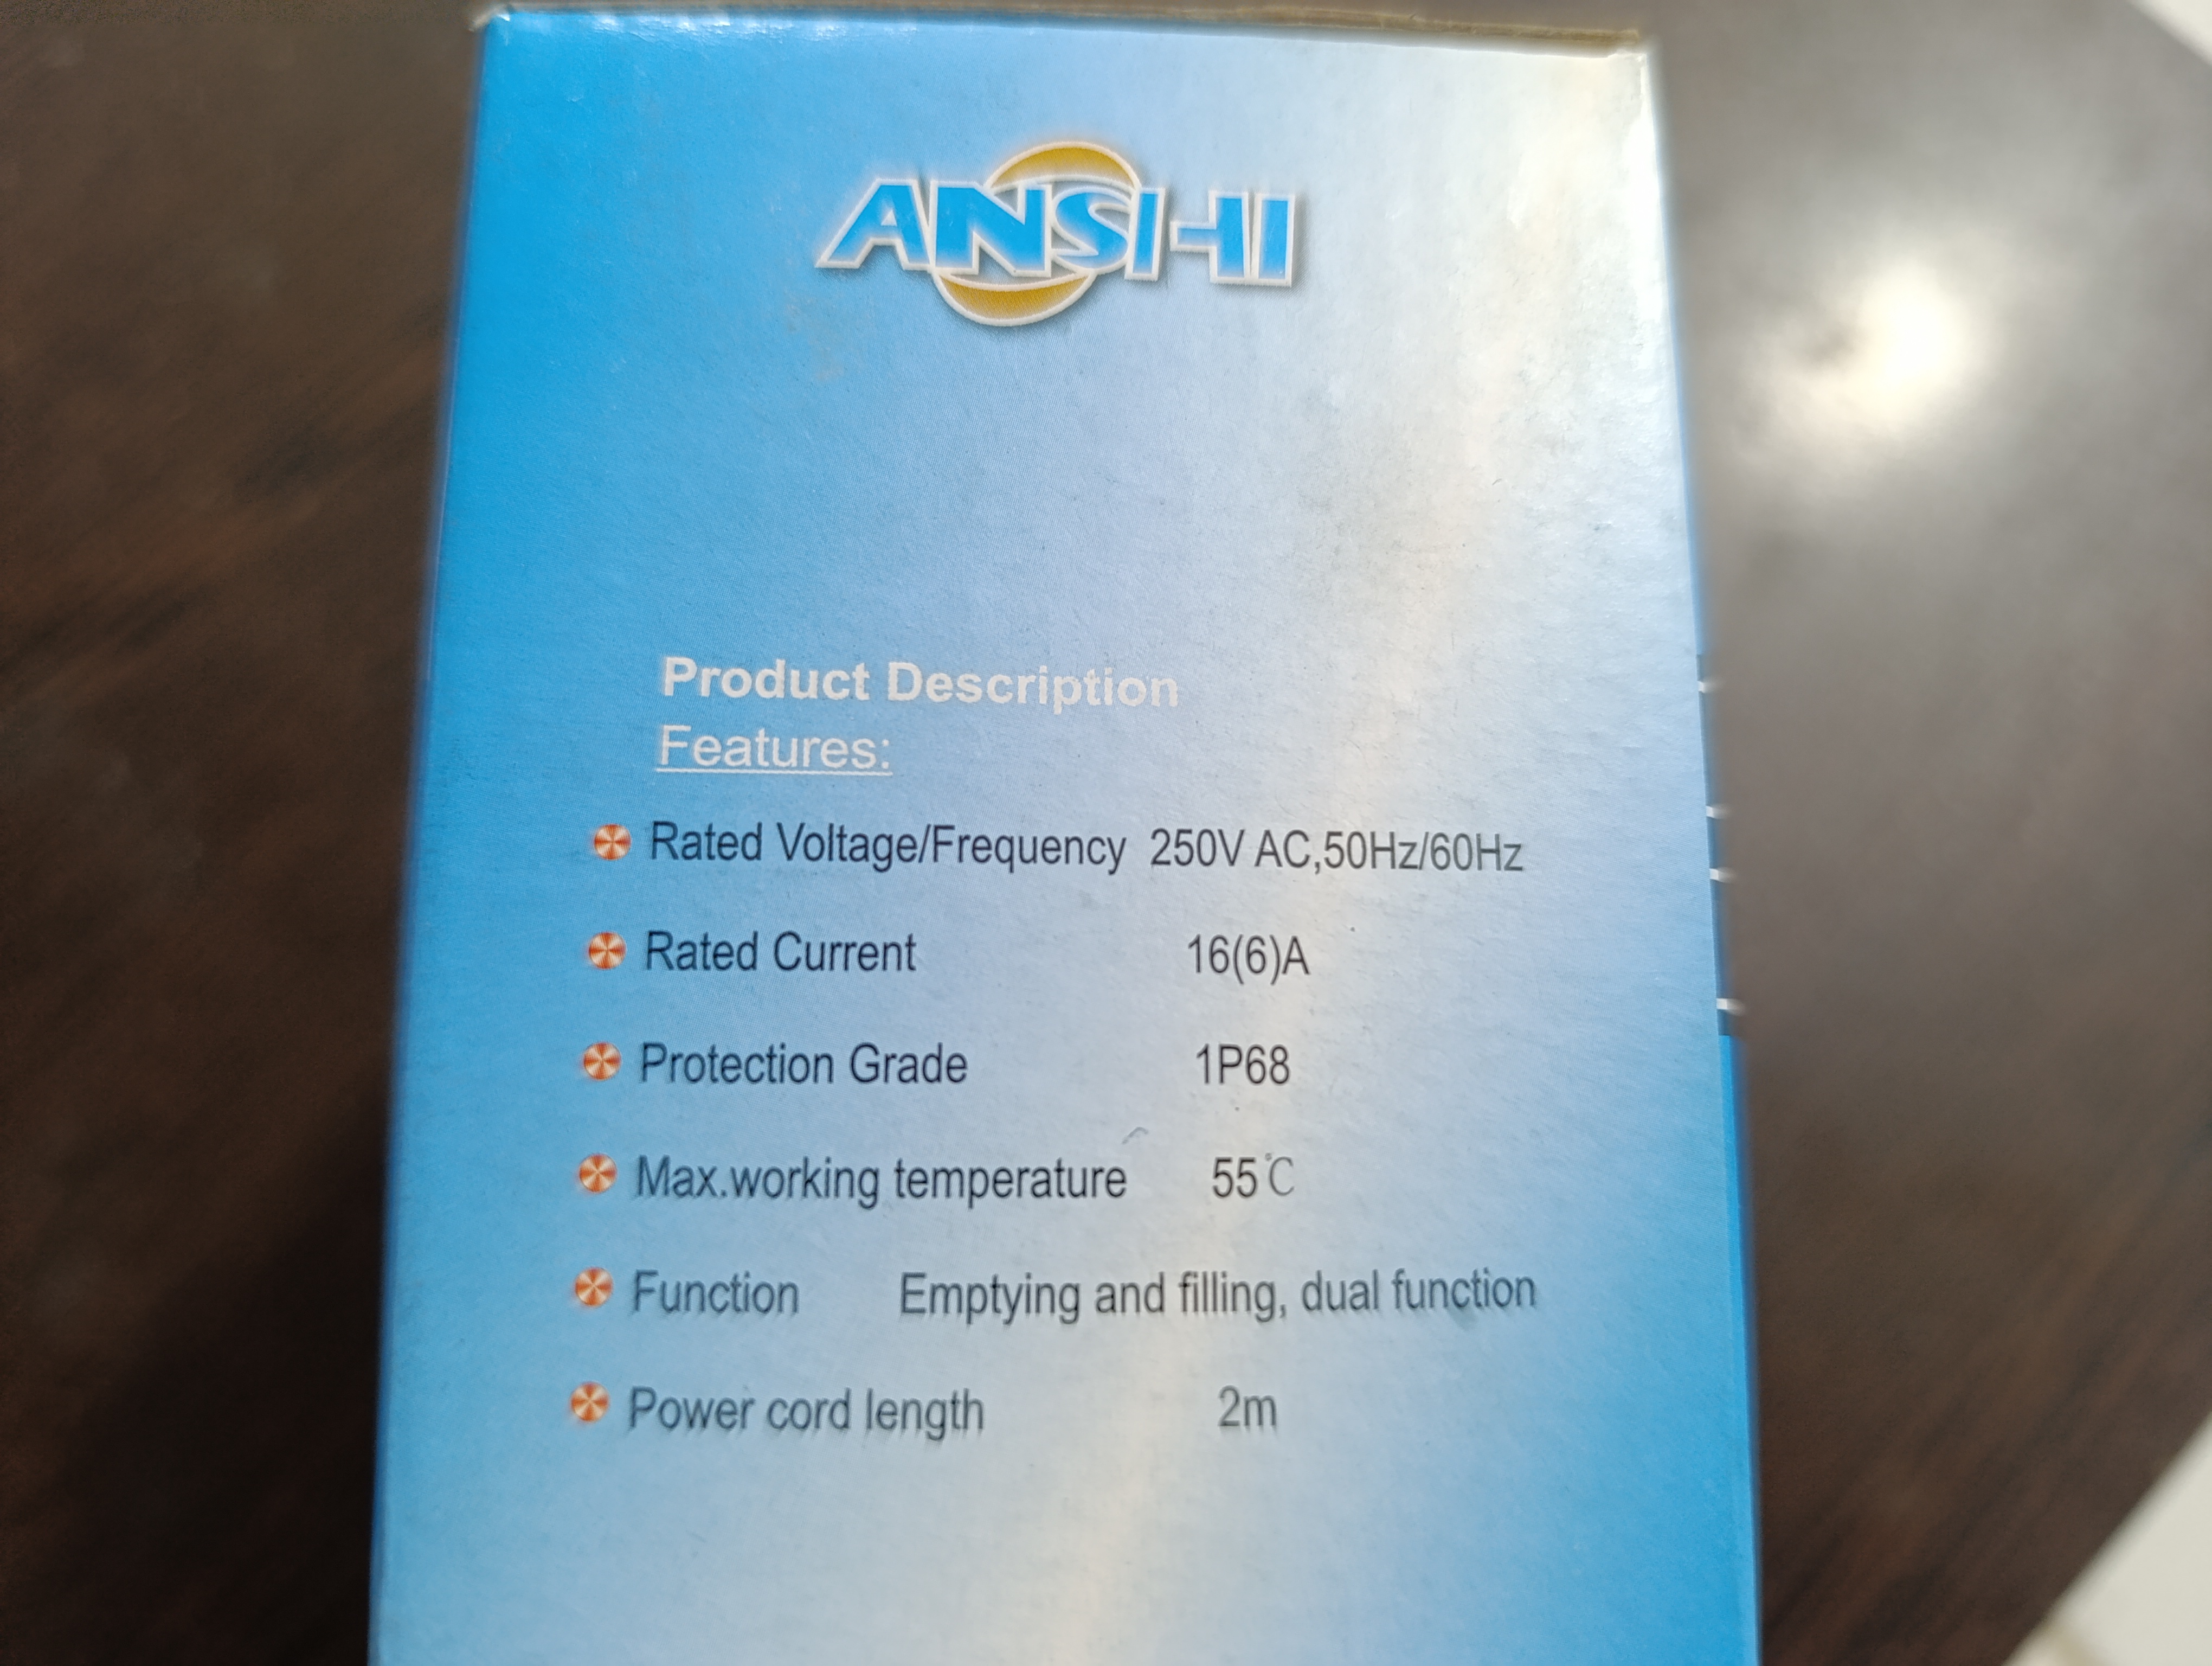 ANSHI
Product Description
Features:
Rated Voltage/Frequency 250V AC,50Hz/60Hz
Rated Current 16(6)A
Protection Grade 1P68
Max.working temperature 55℃
Function Emptying and filling, dual function
Power cord length 2m